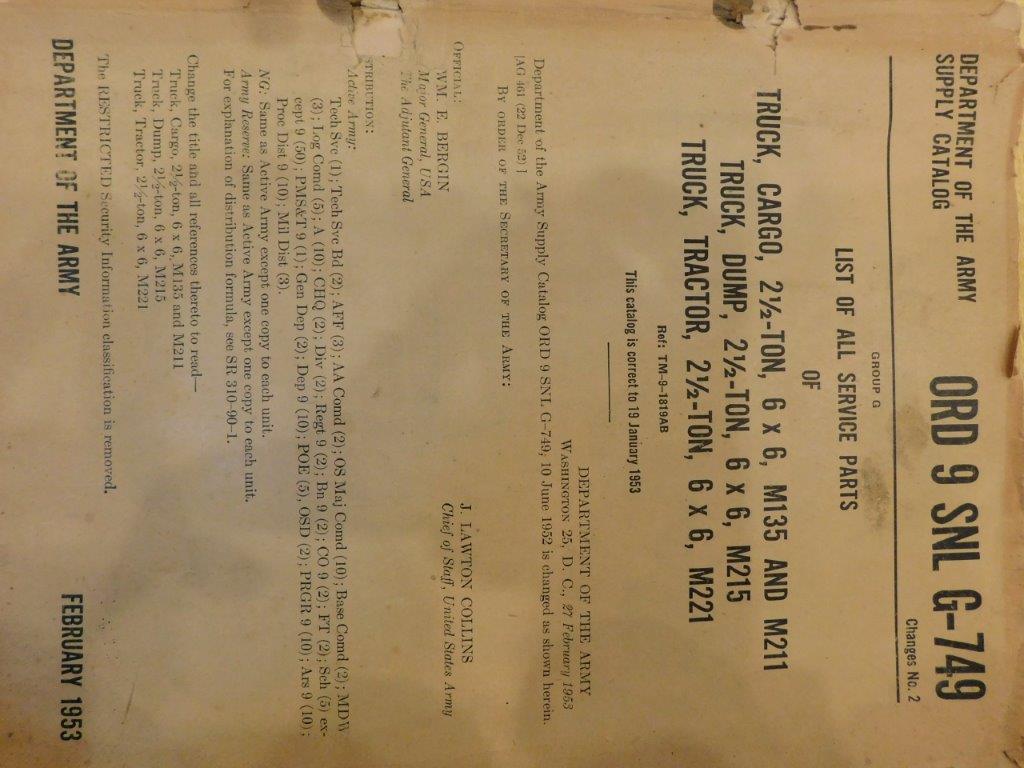 DEPARTMENT OF THE ARMY
SUPPLY CATALOG
ORD 9 SNL G-749
Changes No. 2
GROUP G
LIST OF ALL SERVICE PARTS
OF
TRUCK, CARGO, 2½-TON, 6 x 6, M135 AND M211
TRUCK, DUMP, 2½-TON, 6 x 6, M215
TRUCK, TRACTOR, 2½-TON, 6 x 6, M221
Ref: TM-9-1819AB
This catalog is correct to 19 January 1953
DEPARTMENT OF THE ARMY
WASHINGTON 25, D. C., 27 February 1953
Department of the Army Supply Catalog ORD 9 SNL G-749, 10 June 1952 is changed as shown herein.
[AG 461 (22 Dec 52)]
BY ORDER OF THE SECRETARY OF THE ARMY:
J. LAWTON COLLINS
Chief of Staff, United States Army
OFFICIAL:
WM. E. BERGIN
Major General, USA
The Adjutant General
STRIBUTION:
Active Army:
Tech Svc (1); Tech Svc Bd (2); AFF (3); AA Comd (2); OS Maj Comd (10); Base Comd (2); MDW
(3); Log Comd (5); A (10); CHQ (2); Div (2); Regt 9 (2); Bn 9 (2); CO 9 (2); FT (2); Sch (5) ex-
cept 9 (50); PMS&T 9 (1); Gen Dep (2); Dep 9 (10); POE (5), OSD (2); PRGR 9 (10); Ars 9 (10);
Proc Dist 9 (10); Mil Dist (3).
NG: Same as Active Army except one copy to each unit.
Army Reserve: Same as Active Army except one copy to each unit.
For explanation of distribution formula, see SR 310-90-1.
Change the title and all references thereto to read—
Truck, Cargo, 2½-ton, 6 x 6, M135 and M211
Truck, Dump, 2½-ton, 6 x 6, M215
Truck, Tractor, 2½-ton, 6 x 6, M221
The RESTRICTED Security Information classification is removed.
DEPARTMENT OF THE ARMY
FEBRUARY 1953